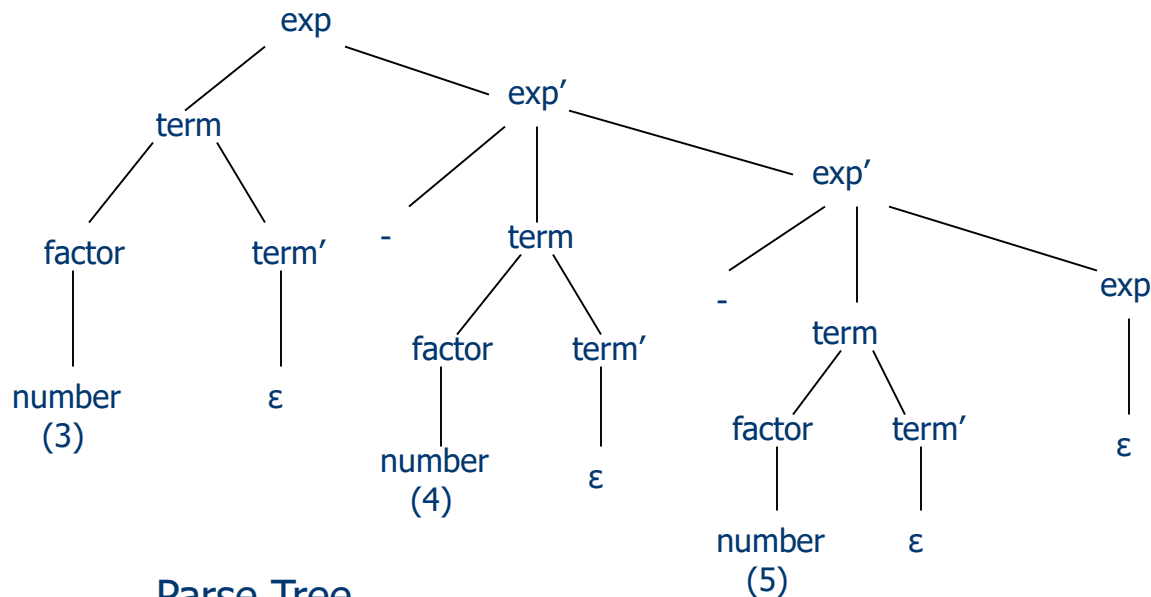 exp
exp’
term
exp’
factor
term’
-
term
-
exp
factor
term’
term
number
(3)
ε
number
(4)
ε
factor
term’
ε
number
(5)
ε
Parse Tree